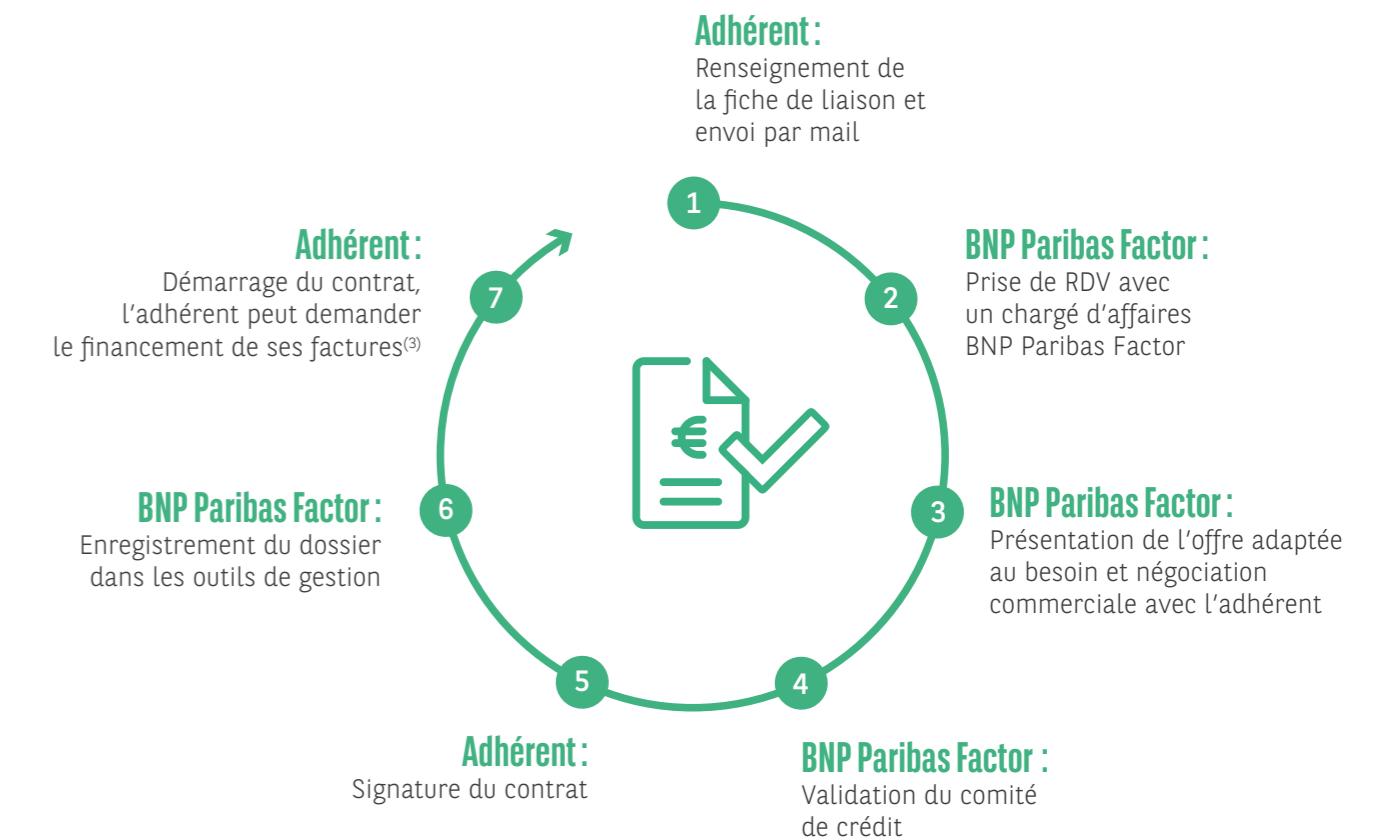 Adhérent :
Renseignement de
la fiche de liaison et
envoi par mail
1
BNP Paribas Factor :
Prise de RDV avec
un chargé d’affaires
BNP Paribas Factor
2
BNP Paribas Factor :
Présentation de l’offre adaptée
au besoin et négociation
commerciale avec l’adhérent
3
BNP Paribas Factor :
Validation du comité
de crédit
4
Adhérent :
Signature du contrat
5
BNP Paribas Factor :
Enregistrement du dossier
dans les outils de gestion
6
Adhérent :
Démarrage du contrat,
l’adhérent peut demander
le financement de ses factures(3)
7
€